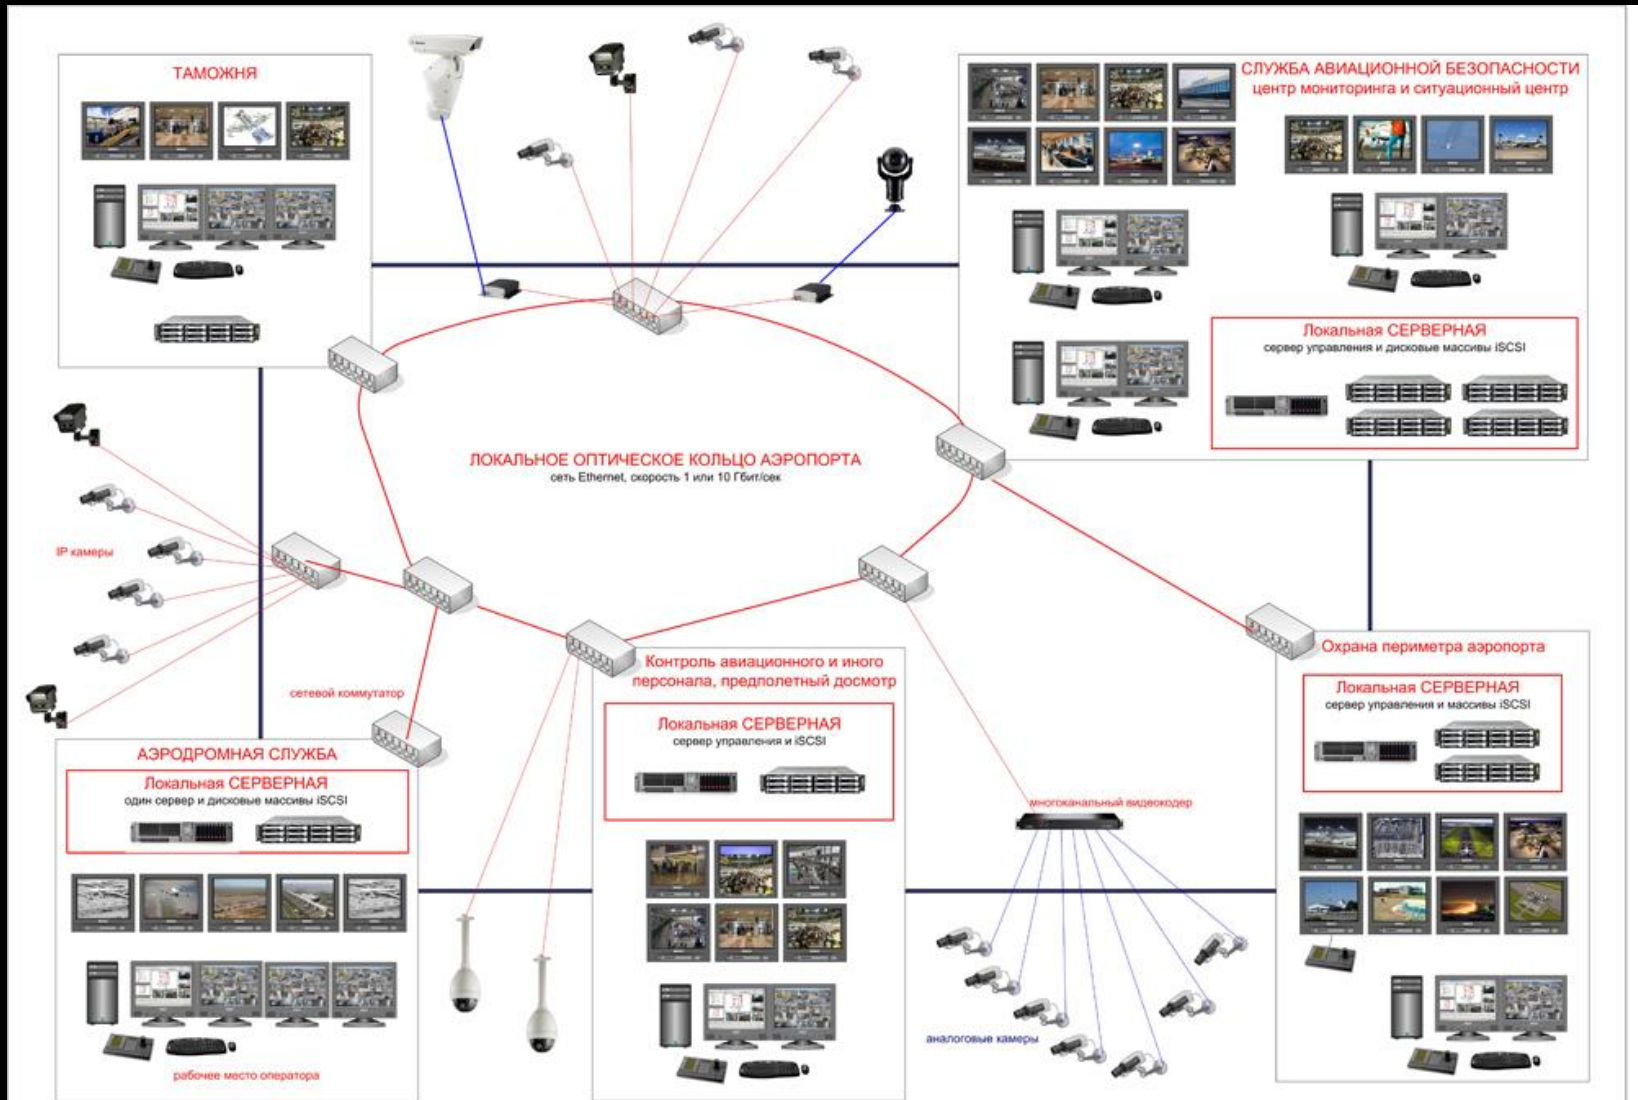 ТАМОЖНЯ
СЛУЖБА АВИАЦИОННОЙ БЕЗОПАСНОСТИ
центр мониторинга и ситуационный центр
Локальная СЕРВЕРНАЯ
сервер управления и дисковые массивы iSCSI
ЛОКАЛЬНОЕ ОПТИЧЕСКОЕ КОЛЬЦО АЭРОПОРТА
сеть Ethernet, скорость 1 или 10 Гбит/сек
IP камеры
сетевой коммутатор
Контроль авиационного и иного
персонала, предполетный досмотр
Локальная СЕРВЕРНАЯ
сервер управления и iSCSI
Охрана периметра аэропорта
Локальная СЕРВЕРНАЯ
сервер управления и массивы iSCSI
АЭРОДРОМНАЯ СЛУЖБА
Локальная СЕРВЕРНАЯ
один сервер и дисковые массивы iSCSI
многоканальный видеокодер
аналоговые камеры
рабочее место оператора